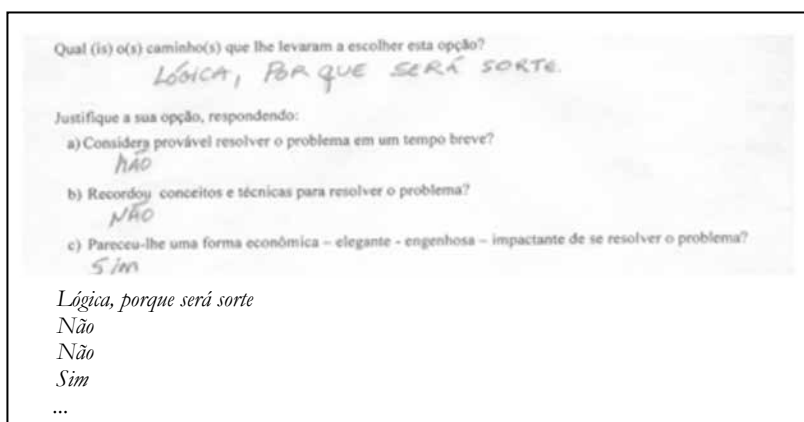 Qual (is) o(s) caminho(s) que lhe levaram a escolher esta opção?
LÓGICA, POR QUE SERÁ SORTE.
Justifique a sua opção, respondendo:
a) Considera provável resolver o problema em um tempo breve?
NÃO
b) Recordou conceitos e técnicas para resolver o problema?
NÃO
c) Pareceu-lhe uma forma econômica – elegante - engenhosa – impactante de se resolver o problema?
Sim
Lógica, porque será sorte
Não
Não
Sim
...